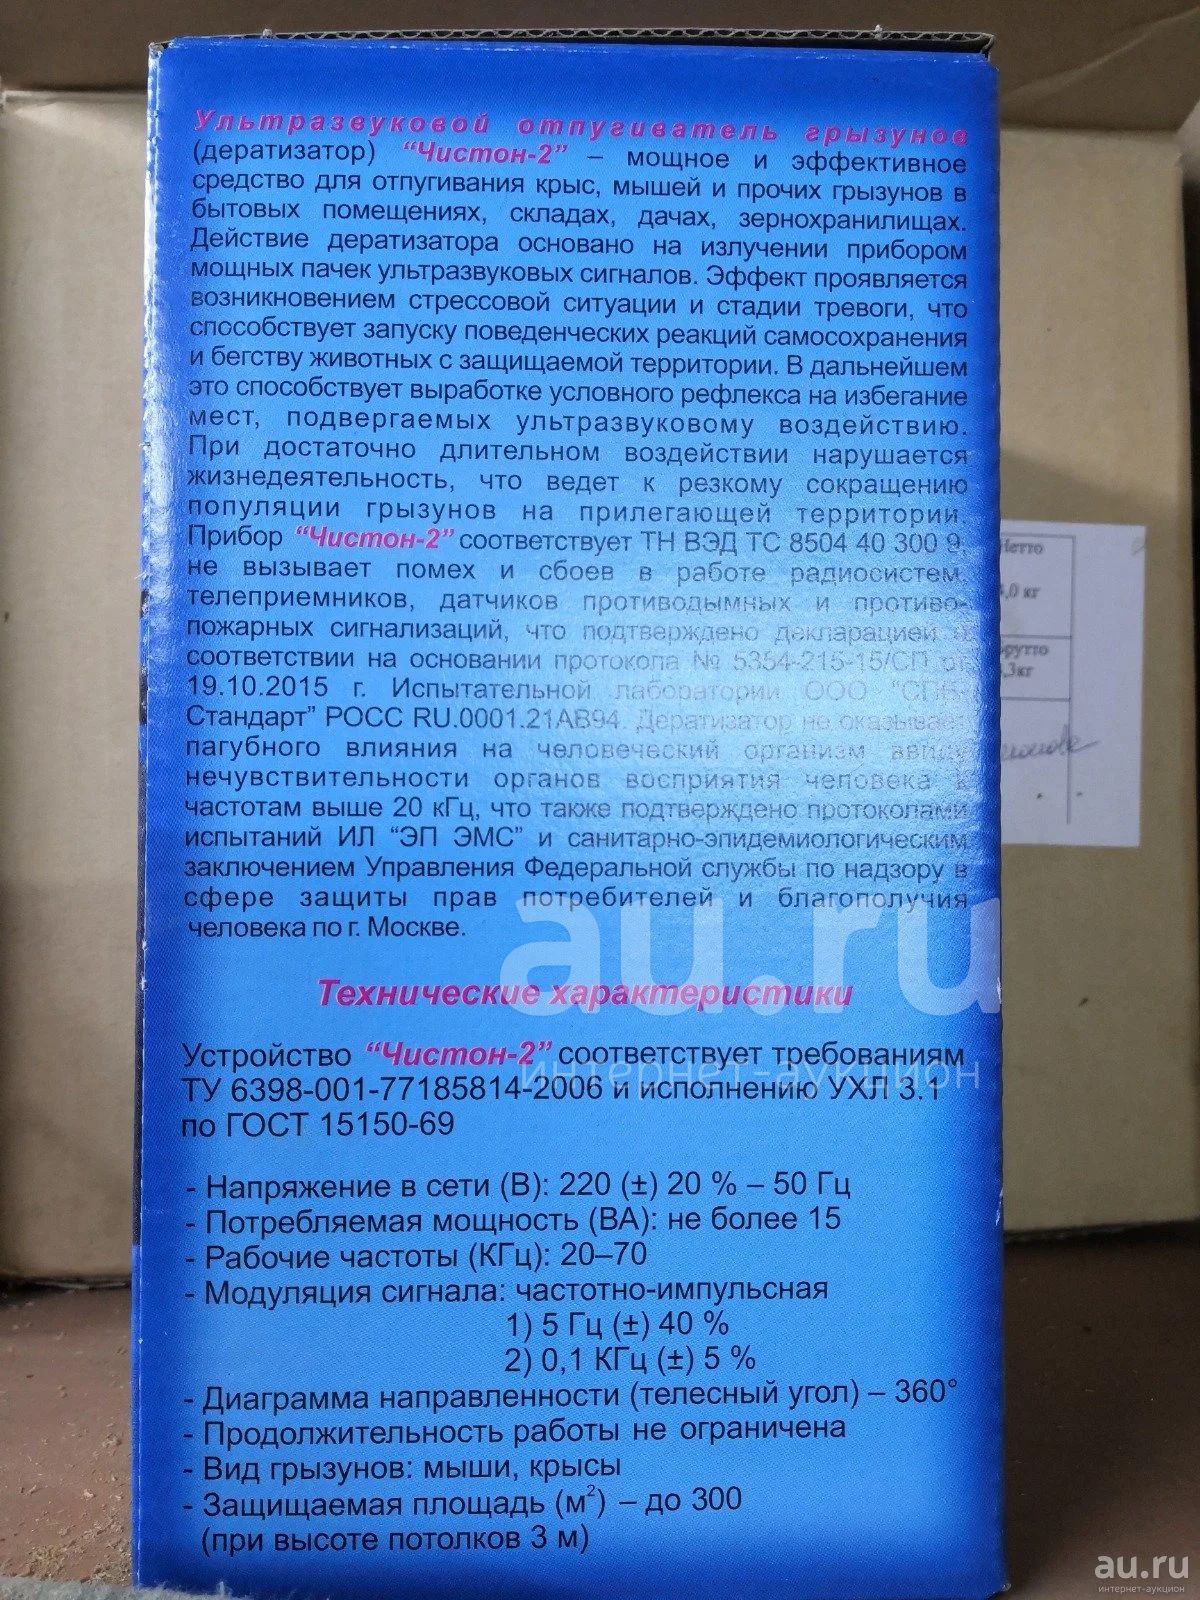 Ультразвуковой отпугиватель грызунов
(дератизатор) “Чистон-2” – мощное и эффективное
средство для отпугивания крыс, мышей и прочих грызунов в
бытовых помещениях, складах, дачах, зернохранилищах.
Действие дератизатора основано на излучении прибором
мощных пачек ультразвуковых сигналов. Эффект проявляется
возникновением стрессовой ситуации и стадии тревоги, что
способствует запуску поведенческих реакций самосохранения
и бегству животных с защищаемой территории. В дальнейшем
это способствует выработке условного рефлекса на избегание
мест, подвергаемых ультразвуковому воздействию.
При достаточно длительном воздействии нарушается
жизнедеятельность, что ведет к резкому сокращению
популяции грызунов на прилегающей территории.
Прибор “Чистон-2” соответствует ТН ВЭД ТС 8504 40 300 9,
не вызывает помех и сбоев в работе радиосистем,
телеприемников, датчиков противодымных и противо-
пожарных сигнализаций, что подтверждено декларацией о
соответствии на основании протокола № 5354-215-15/СП от
19.10.2015 г. Испытательной лаборатории ООО “СПБ-
Стандарт” РОСС RU.0001.21АВ94. Дератизатор не оказывает
пагубного влияния на человеческий организм ввиду
нечувствительности органов восприятия человека к
частотам выше 20 кГц, что также подтверждено протоколами
испытаний ИЛ “ЭП ЭМС” и санитарно-эпидемиологическим
заключением Управления Федеральной службы по надзору в
сфере защиты прав потребителей и благополучия
человека по г. Москве.
Технические характеристики
Устройство “Чистон-2” соответствует требованиям
ТУ 6398-001-77185814-2006 и исполнению УХЛ 3.1
по ГОСТ 15150-69
- Напряжение в сети (В): 220 (±) 20 % – 50 Гц
- Потребляемая мощность (ВА): не более 15
- Рабочие частоты (КГц): 20–70
- Модуляция сигнала: частотно-импульсная
1) 5 Гц (±) 40 %
2) 0,1 КГц (±) 5 %
- Диаграмма направленности (телесный угол) – 360°
- Продолжительность работы не ограничена
- Вид грызунов: мыши, крысы
- Защищаемая площадь (м²) – до 300
(при высоте потолков 3 м)
au.ru
интернет-аукцион
au.ru
интернет-аукцион